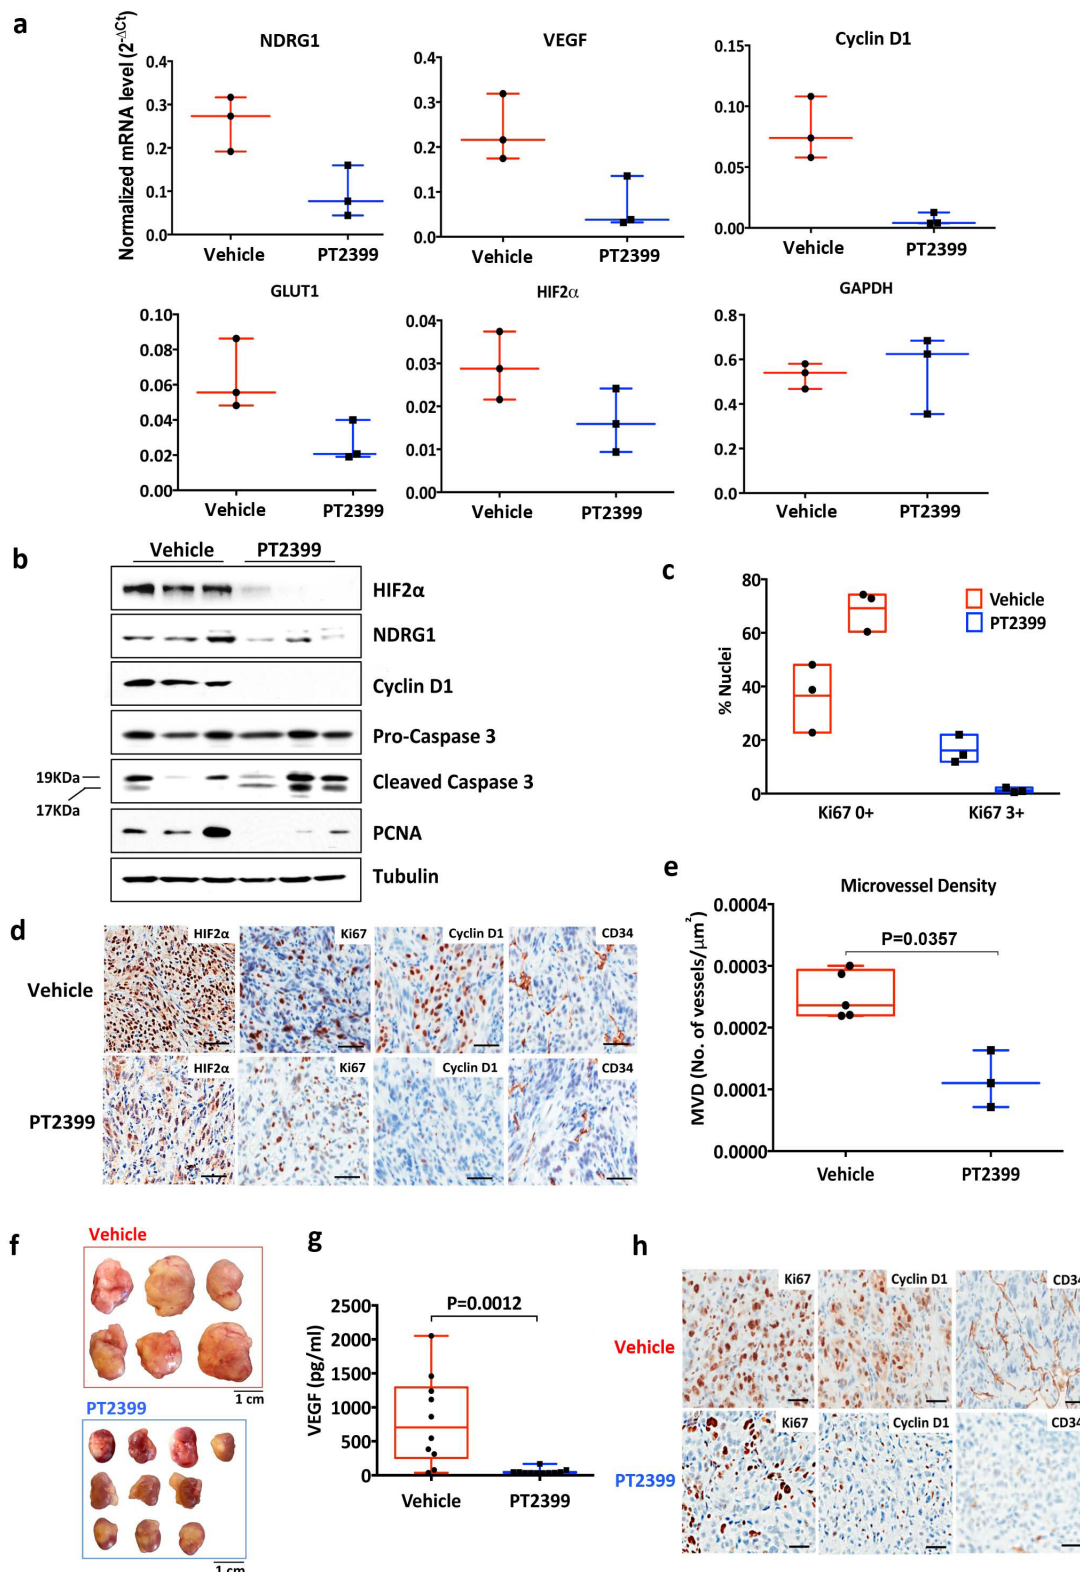 a
NDRG1
VEGF
Cyclin D1
Normalized mRNA level (2-ΔCt)
0.4
0.3
0.2
0.1
0.0
Vehicle
PT2399
0.4
0.3
0.2
0.1
0.0
Vehicle
PT2399
0.15
0.10
0.05
0.00
Vehicle
PT2399
GLUT1
HIF2α
GAPDH
0.10
0.08
0.06
0.04
0.02
0.00
Vehicle
PT2399
0.04
0.03
0.02
0.01
0.00
Vehicle
PT2399
0.8
0.6
0.4
0.2
0.0
Vehicle
PT2399
b
Vehicle
PT2399
HIF2α
NDRG1
Cyclin D1
Pro-Caspase 3
19KDa
Cleaved Caspase 3
17KDa
PCNA
Tubulin
c
% Nuclei
80
60
40
20
0
Vehicle
PT2399
Ki67 0+
Ki67 3+
d
Vehicle
HIF2α
Ki67
Cyclin D1
CD34
PT2399
HIF2α
Ki67
Cyclin D1
CD34
e
Microvessel Density
MVD (No. of vessels/μm²)
0.0004
0.0003
0.0002
0.0001
0.0000
P=0.0357
Vehicle
PT2399
f
Vehicle
1 cm
PT2399
1 cm
g
VEGF (pg/ml)
2500
2000
1500
1000
500
0
P=0.0012
Vehicle
PT2399
h
Vehicle
Ki67
Cyclin D1
CD34
PT2399
Ki67
Cyclin D1
CD34